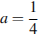 a = 1/4